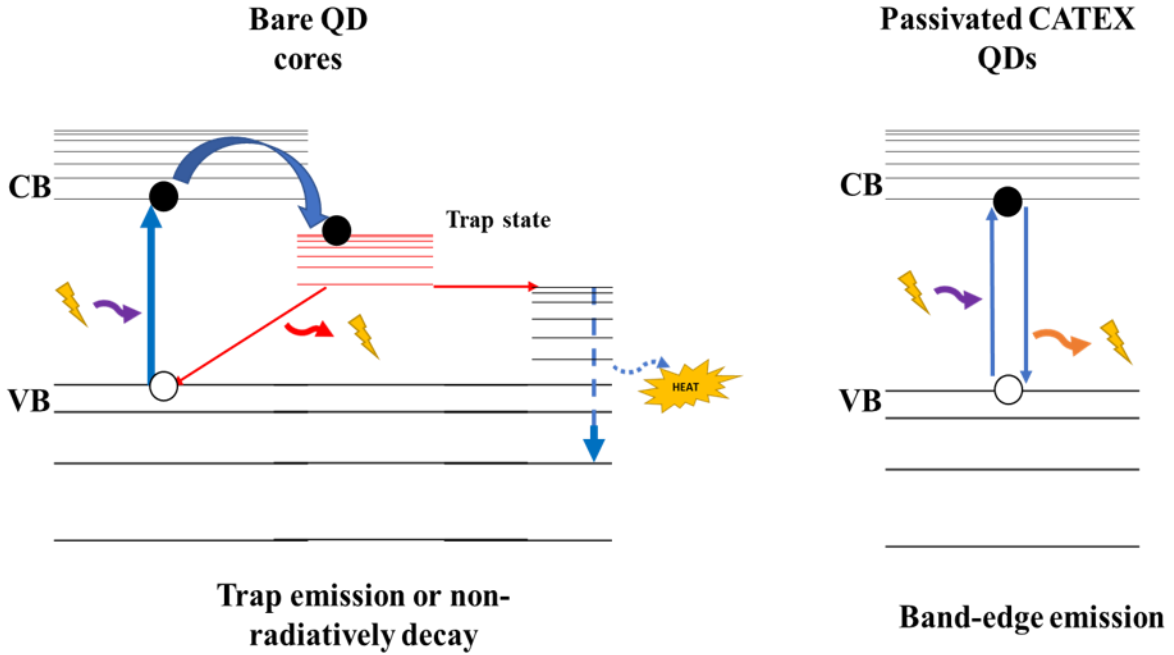 Bare QD
cores
CB
Trap state
HEAT
VB
Trap emission or non-
radiatively decay
Passivated CATEX
QDs
CB
VB
Band-edge emission